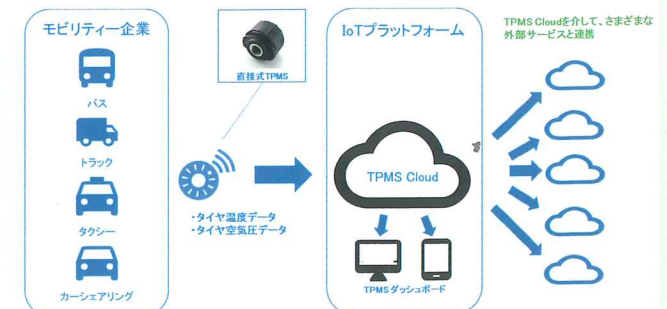 モビリティー企業
バス
トラック
タクシー
カーシェアリング
直接式TPMS
・タイヤ温度データ
・タイヤ空気圧データ
IoTプラットフォーム
TPMS Cloud
TPMSダッシュボード
TPMS Cloudを介して、さまざまな
外部サービスと連携